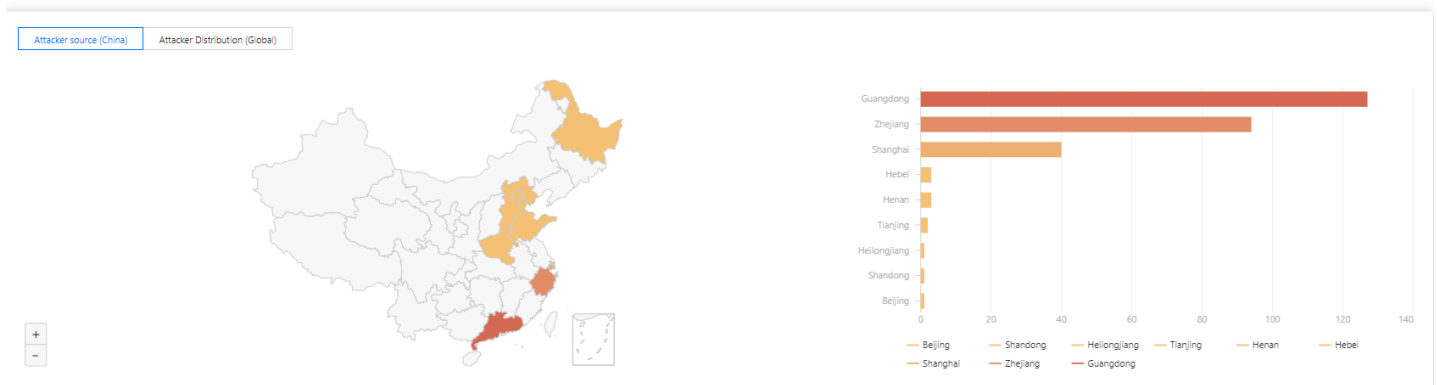 Attacker source (China) Attacker Distribution (Global)
Guangdong
Zhejiang
Shanghai
Hebei
Henan
Tianjing
Heilongjiang
Shandong
Beijing
0 20 40 60 80 100 120 140
Beijing Shandong Heilongjiang Tianjing Henan Hebei
Shanghai Zhejiang Guangdong
+
-